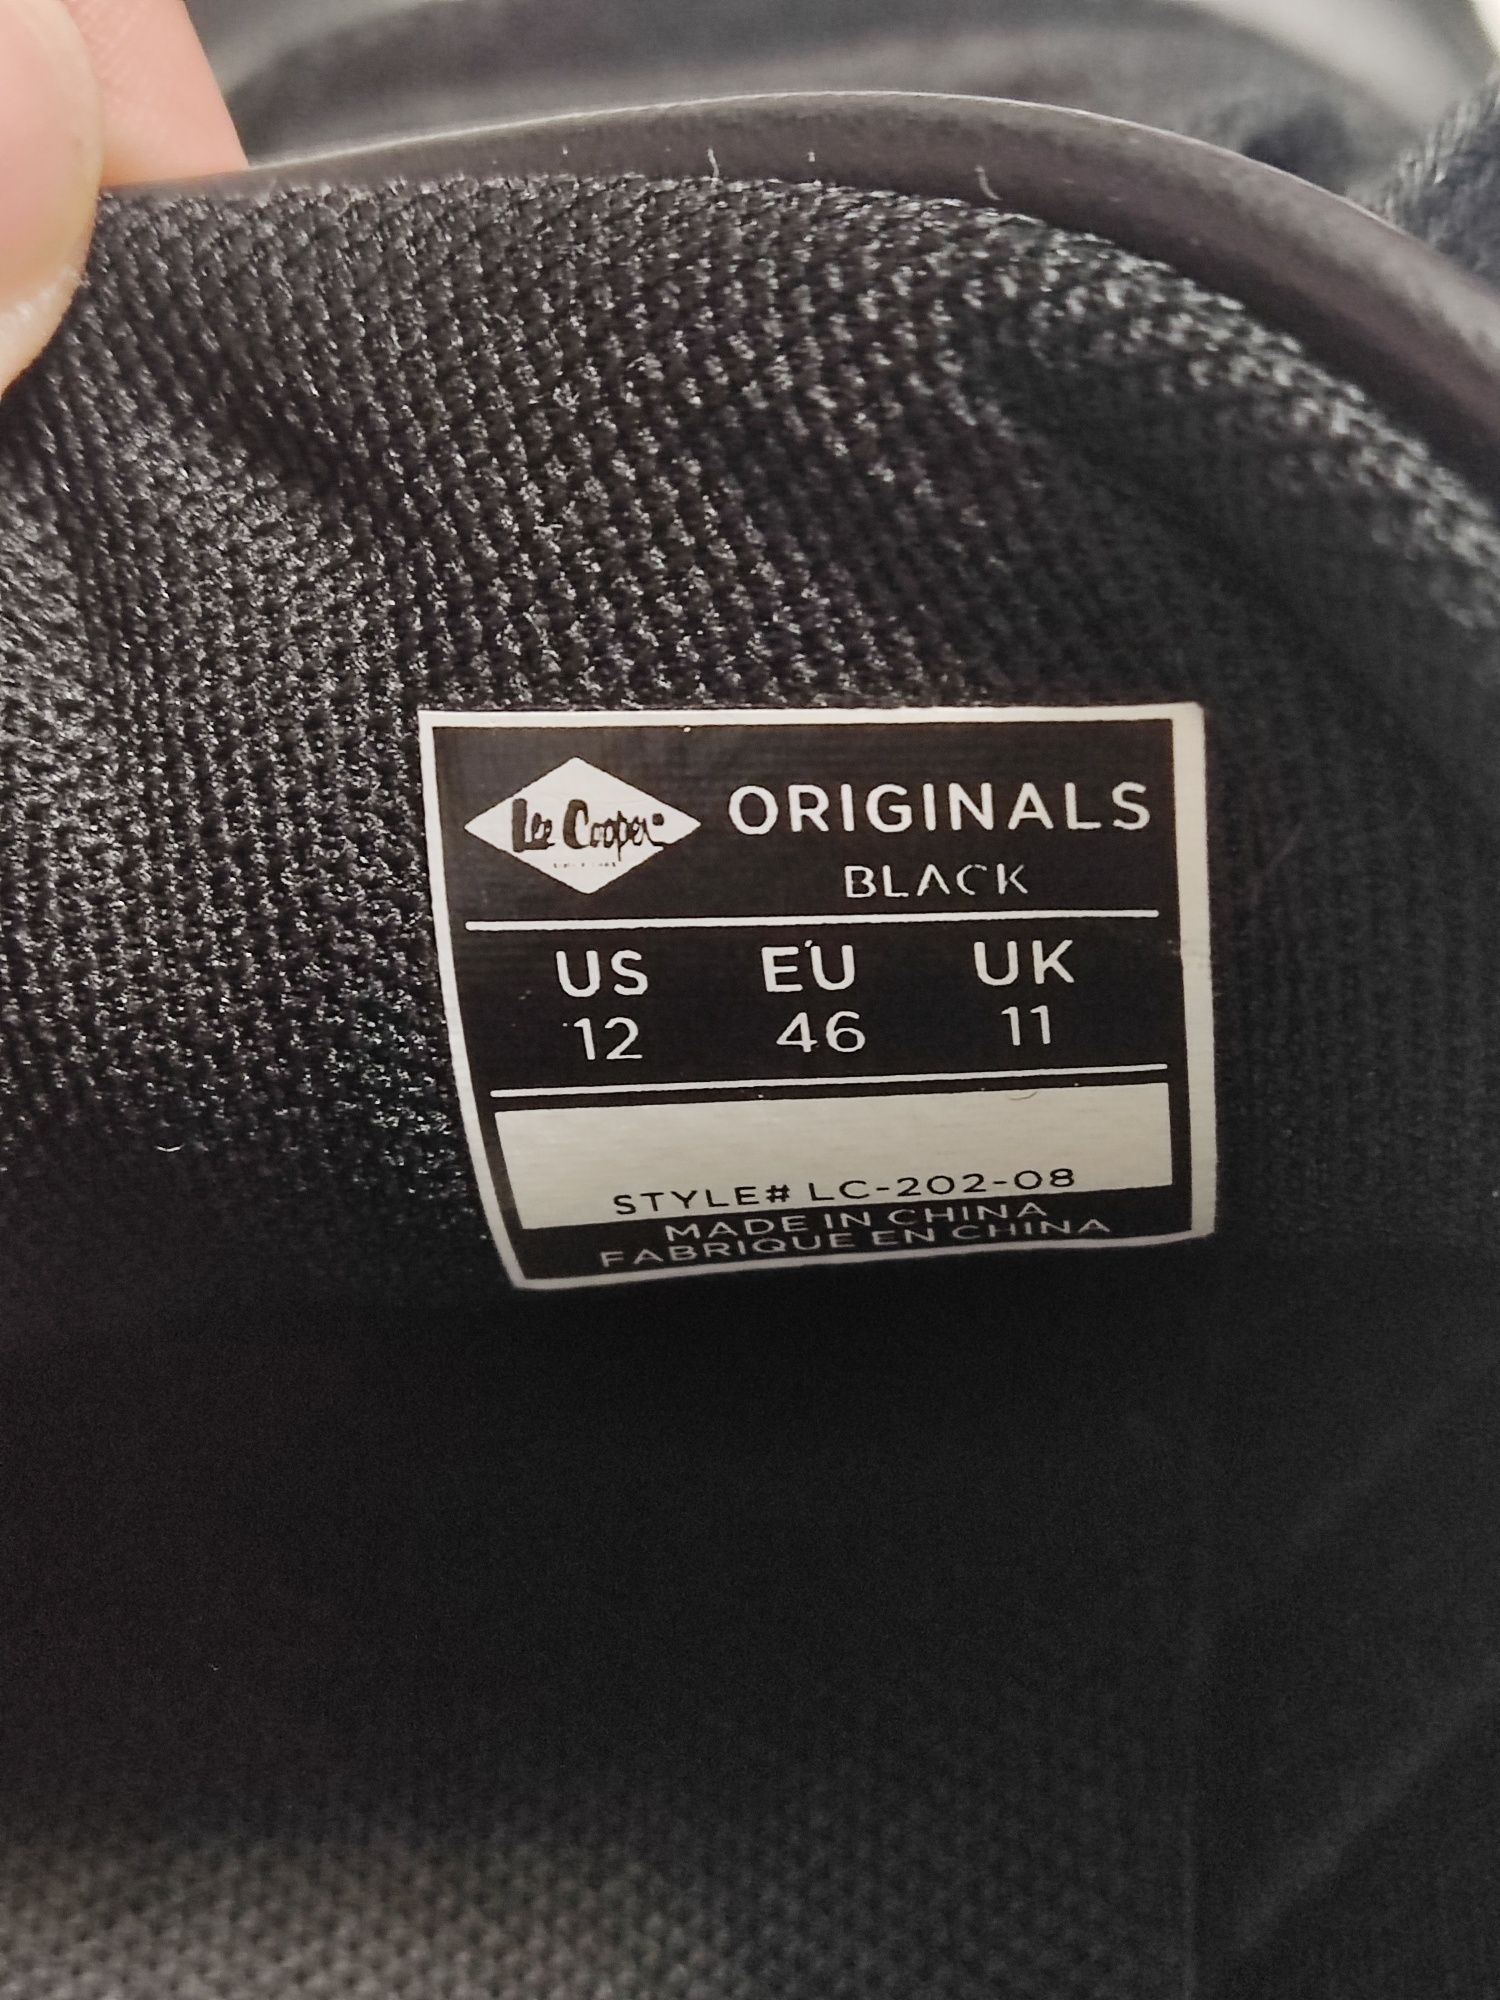 Lee Cooper
ORIGINALS
BLACK
US EU UK
12 46 11
STYLE# LC-202-08
MADE IN CHINA
FABRIQUE EN CHINA